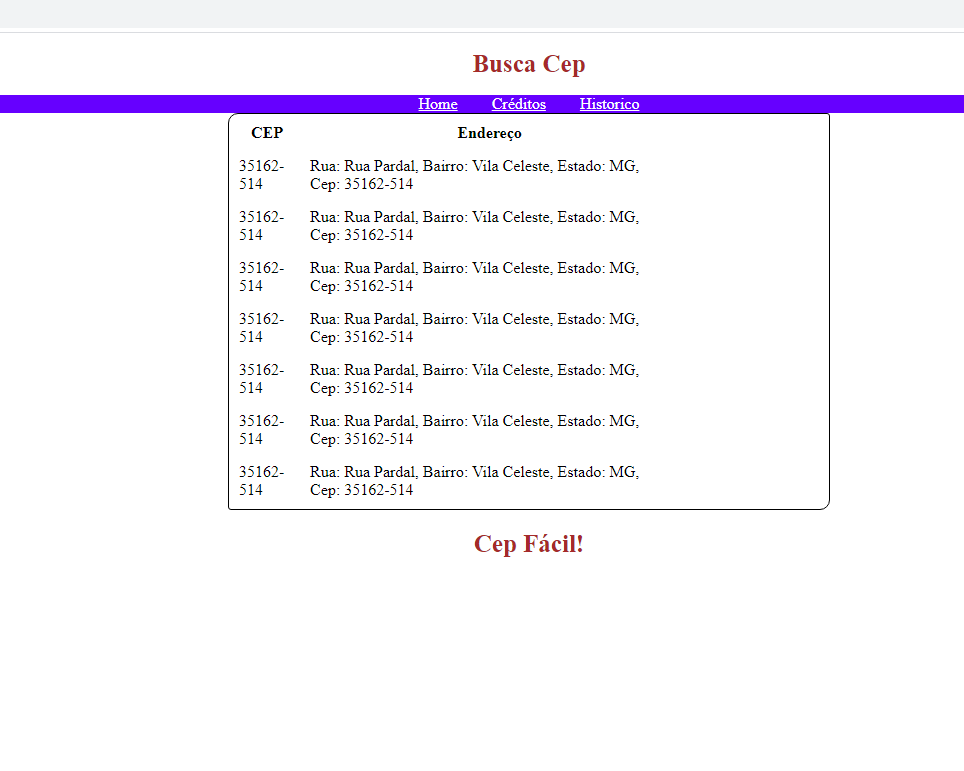 Busca Cep
Home Créditos Historico
CEP Endereço
35162- Rua: Rua Pardal, Bairro: Vila Celeste, Estado: MG,
514 Cep: 35162-514
35162- Rua: Rua Pardal, Bairro: Vila Celeste, Estado: MG,
514 Cep: 35162-514
35162- Rua: Rua Pardal, Bairro: Vila Celeste, Estado: MG,
514 Cep: 35162-514
35162- Rua: Rua Pardal, Bairro: Vila Celeste, Estado: MG,
514 Cep: 35162-514
35162- Rua: Rua Pardal, Bairro: Vila Celeste, Estado: MG,
514 Cep: 35162-514
35162- Rua: Rua Pardal, Bairro: Vila Celeste, Estado: MG,
514 Cep: 35162-514
35162- Rua: Rua Pardal, Bairro: Vila Celeste, Estado: MG,
514 Cep: 35162-514
Cep Fácil!